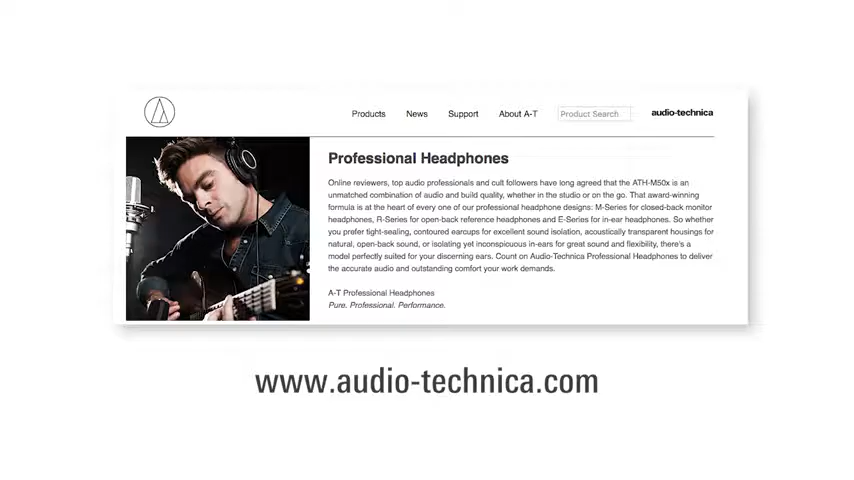 Products News Support About A-T Product Search audio-technica
Professional Headphones
Online reviewers, top audio professionals and cult followers have long agreed that the ATH-M50x is an
unmatched combination of audio and build quality, whether in the studio or on the go. That award-winning
formula is at the heart of every one of our professional headphone designs: M-Series for closed-back monitor
headphones, R-Series for open-back reference headphones and E-Series for in-ear headphones. So whether
you prefer tight-sealing, contoured earcups for excellent sound isolation, acoustically transparent housings for
natural, open-back sound, or isolating yet inconspicuous in-ears for great sound and flexibility, there's a
model perfectly suited for your discerning ears. Count on Audio-Technica Professional Headphones to deliver
the accurate audio and outstanding comfort your work demands.
A-T Professional Headphones
Pure. Professional. Performance.
www.audio-technica.com